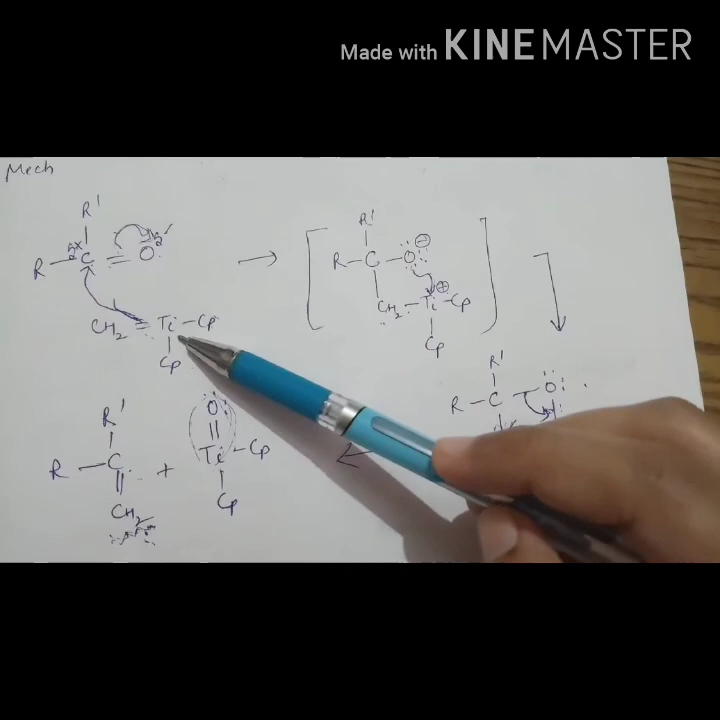 Made with KINEMASTER
Mech
R'
R - C = O
CH2 = Ti - Cp
Cp
R'
R - C - O ⊖
CH2 - Ti ⊕ - Cp
Cp
R'
R - C - O
R'
R - C
CH2
+
O
Ti - Cp
Cp